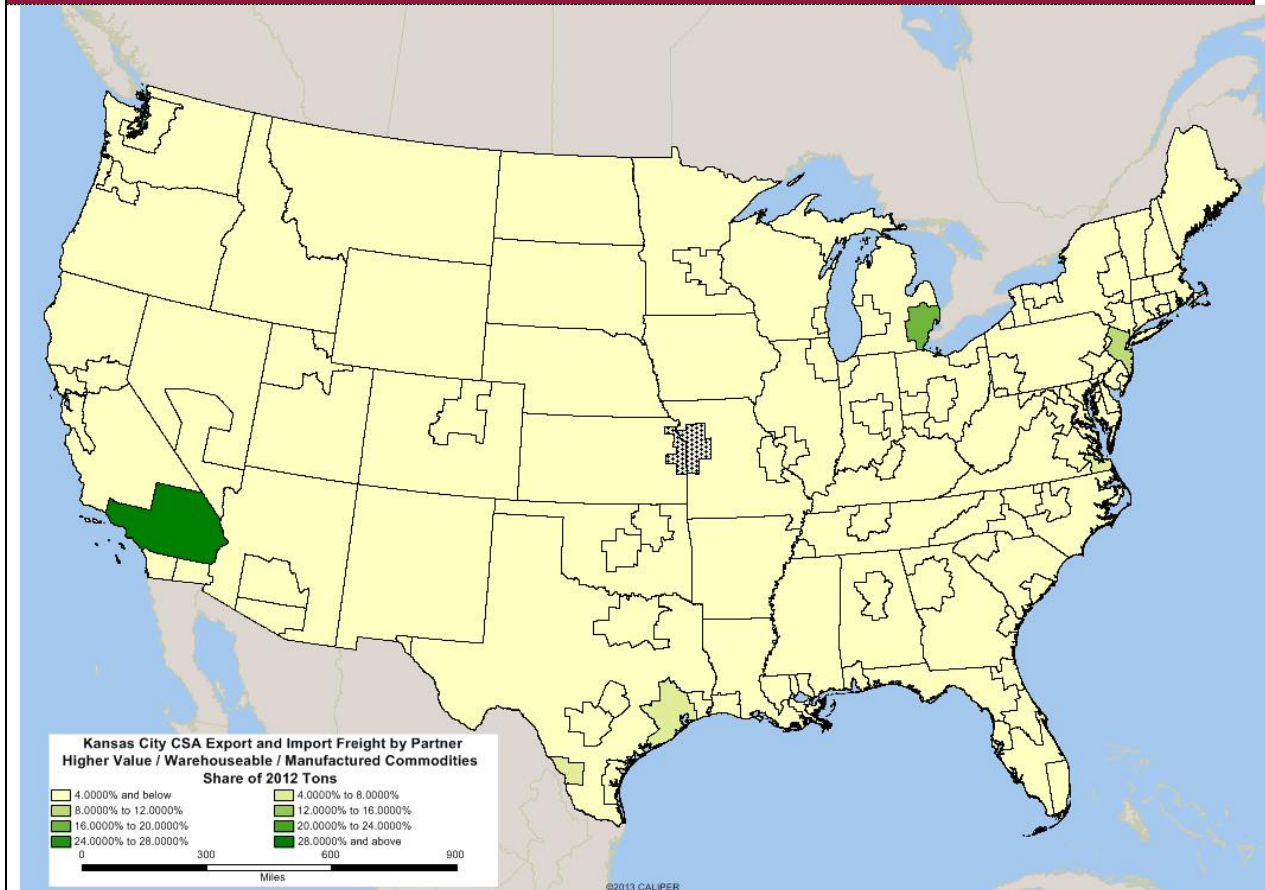 Kansas City CSA Export and Import Freight by Partner
Higher Value / Warehouseable / Manufactured Commodities
Share of 2012 Tons
4.0000% and below 4.0000% to 8.0000%
8.0000% to 12.0000% 12.0000% to 16.0000%
16.0000% to 20.0000% 20.0000% to 24.0000%
24.0000% to 28.0000% 28.0000% and above
0 300 600 900
Miles
©2013 CALIPER